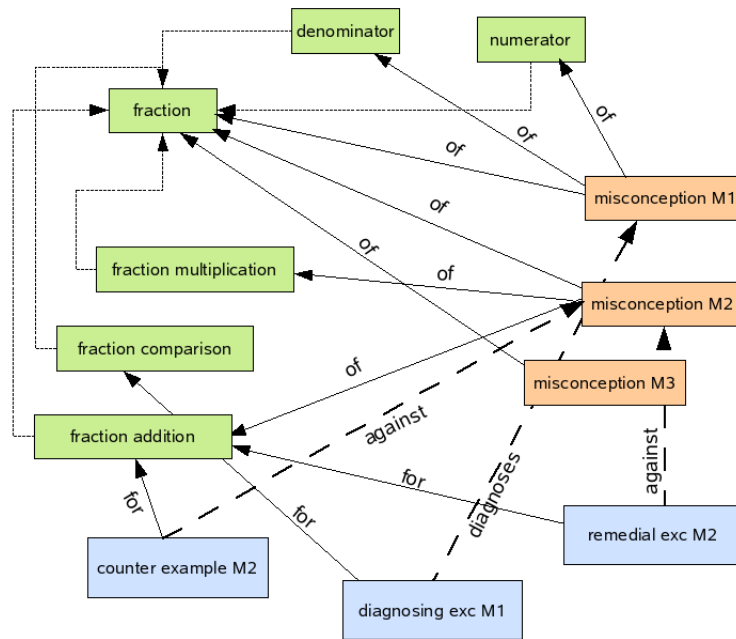 denominator
numerator
fraction
of
of
of
misconception M1
of
of
fraction multiplication
of
misconception M2
fraction comparison
of
misconception M3
against
fraction addition
against
for
diagnoses
for
for
remedial exc M2
counter example M2
diagnosing exc M1